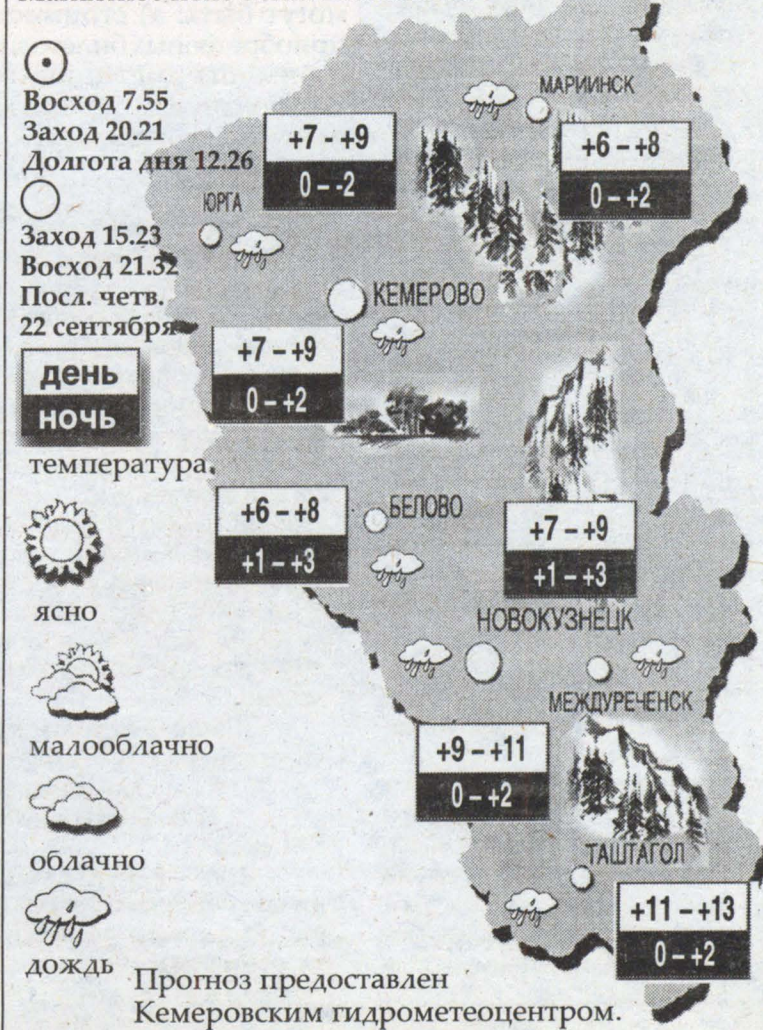 Восход 7.55
Заход 20.21
Долгота дня 12.26
Заход 15.23
Восход 21.32
Посл. четв.
22 сентября
день
ночь
температура
ясно
малооблачно
облачно
дождь
МАРИИНСК
+6 – +8
0 – +2
+7 - +9
0 – -2
ЮРГА
КЕМЕРОВО
+7 – +9
0 – +2
БЕЛОВО
+6 – +8
+1 – +3
+7 – +9
+1 – +3
НОВОКУЗНЕЦК
МЕЖДУРЕЧЕНСК
+9 – +11
0 – +2
ТАШТАГОЛ
+11 – +13
0 – +2
Прогноз предоставлен
Кемеровским гидрометеоцентром.